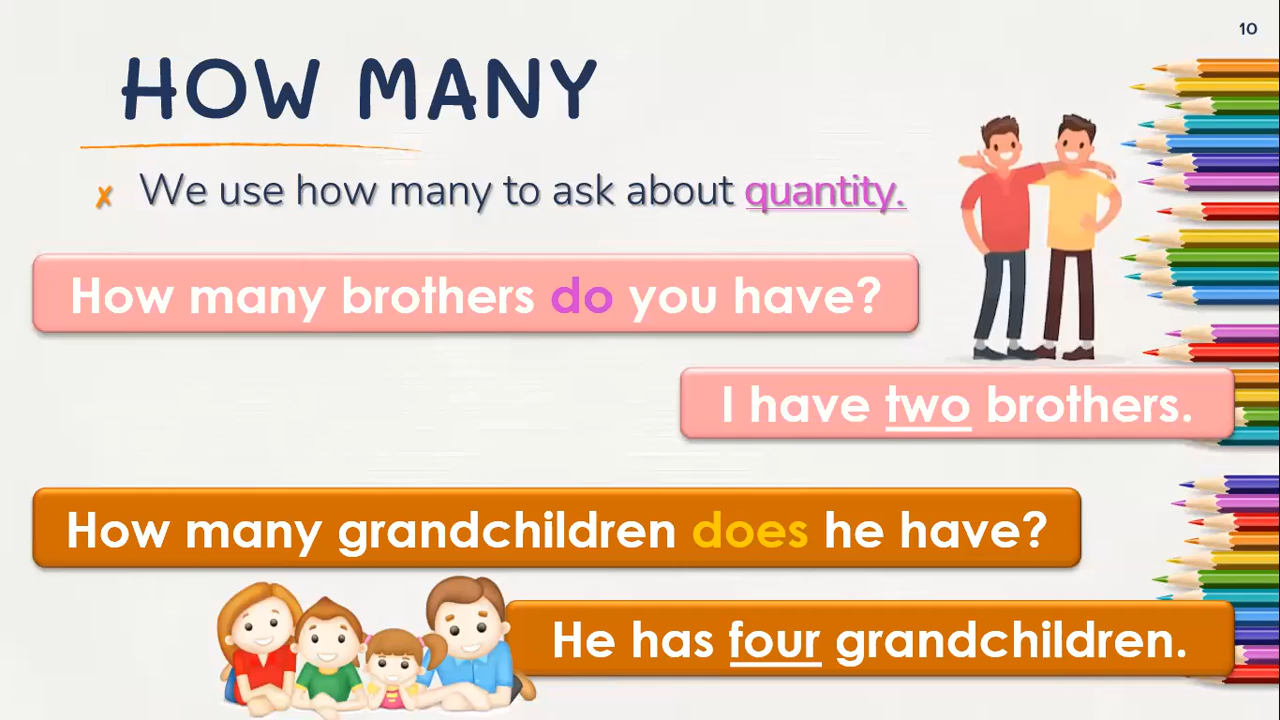 10
HOW MANY
✗ We use how many to ask about quantity.
How many brothers do you have?
I have two brothers.
How many grandchildren does he have?
He has four grandchildren.